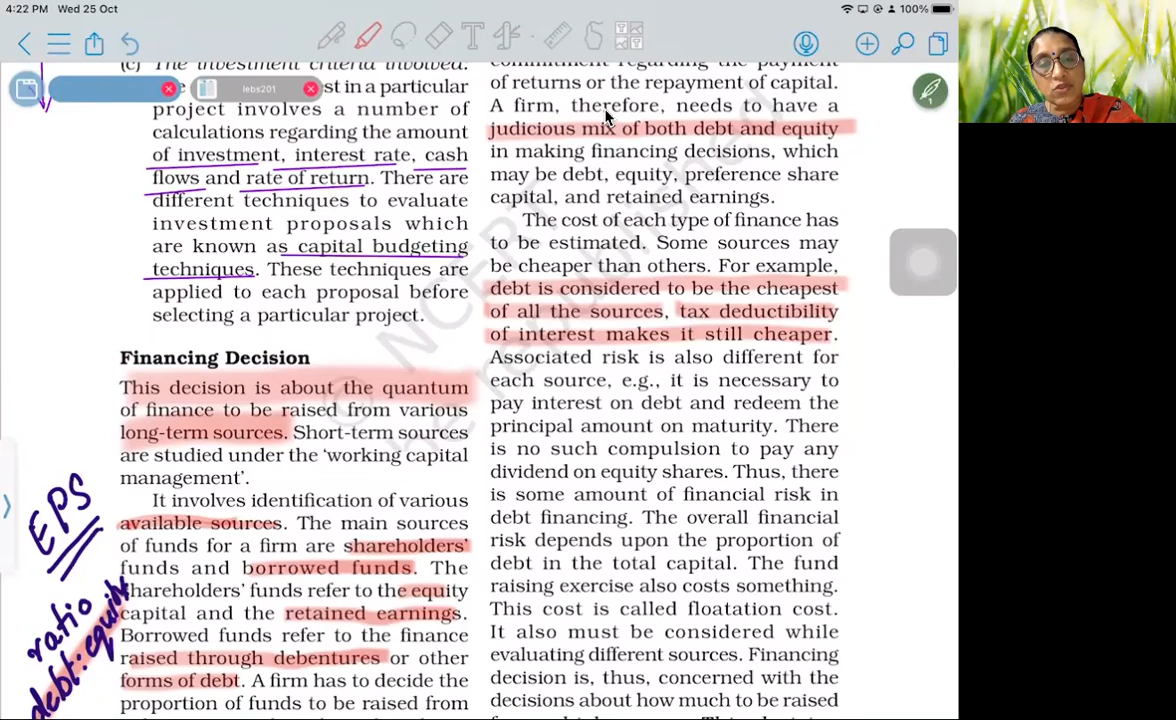 4:22 PM Wed 25 Oct
100%
lebs201
1
(c) The investment criteria involved:
st in a particular
project involves a number of
calculations regarding the amount
of investment, interest rate, cash
flows and rate of return. There are
different techniques to evaluate
investment proposals which
are known as capital budgeting
techniques. These techniques are
applied to each proposal before
selecting a particular project.
Financing Decision
This decision is about the quantum
of finance to be raised from various
long-term sources. Short-term sources
are studied under the ‘working capital
management’.
It involves identification of various
available sources. The main sources
of funds for a firm are shareholders’
funds and borrowed funds. The
shareholders’ funds refer to the equity
capital and the retained earnings.
Borrowed funds refer to the finance
raised through debentures or other
forms of debt. A firm has to decide the
proportion of funds to be raised from
EPS
ratio
debt:equity
commitment regarding the payment
of returns or the repayment of capital.
A firm, therefore, needs to have a
judicious mix of both debt and equity
in making financing decisions, which
may be debt, equity, preference share
capital, and retained earnings.
The cost of each type of finance has
to be estimated. Some sources may
be cheaper than others. For example,
debt is considered to be the cheapest
of all the sources, tax deductibility
of interest makes it still cheaper.
Associated risk is also different for
each source, e.g., it is necessary to
pay interest on debt and redeem the
principal amount on maturity. There
is no such compulsion to pay any
dividend on equity shares. Thus, there
is some amount of financial risk in
debt financing. The overall financial
risk depends upon the proportion of
debt in the total capital. The fund
raising exercise also costs something.
This cost is called floatation cost.
It also must be considered while
evaluating different sources. Financing
decision is, thus, concerned with the
decisions about how much to be raised
© NCERT
be republished